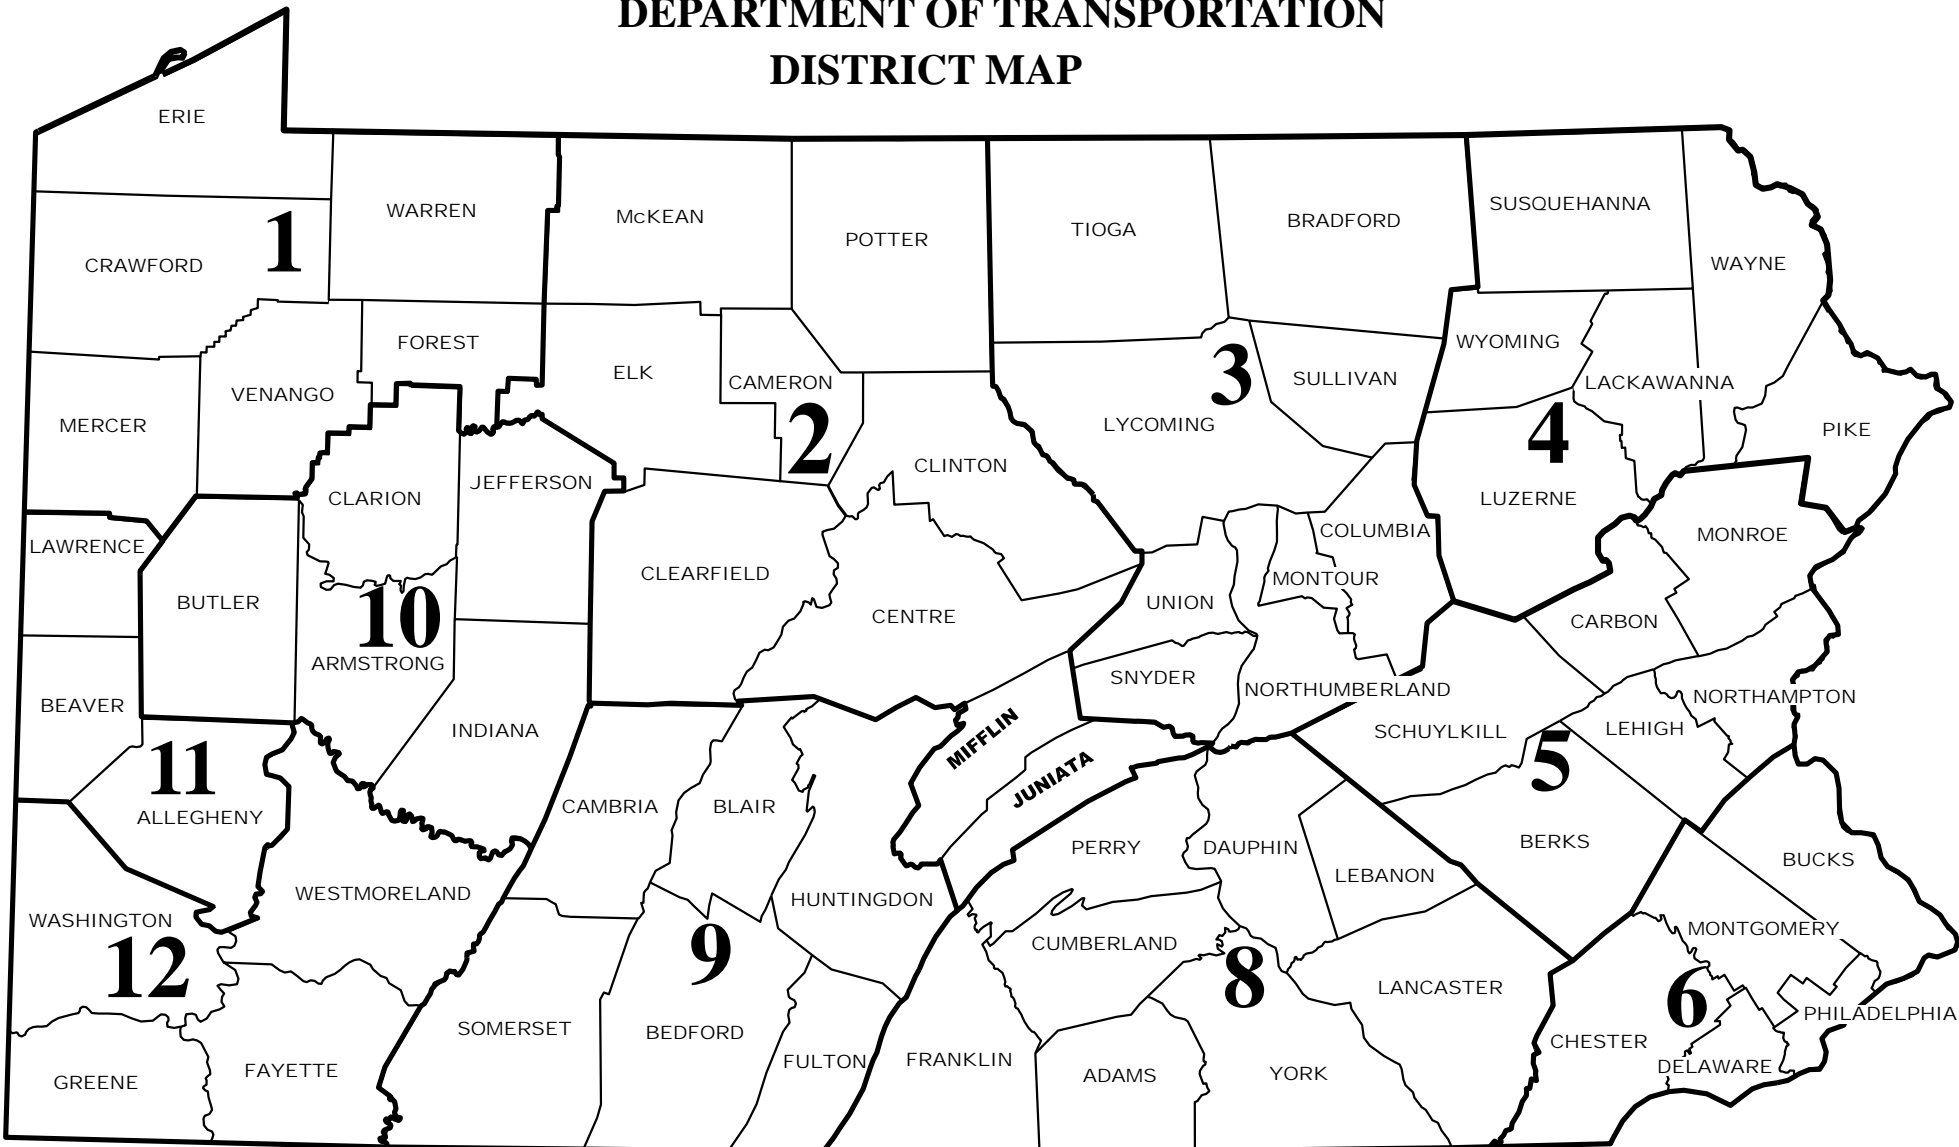 DEPARTMENT OF TRANSPORTATION
DISTRICT MAP
ERIE
CRAWFORD
1
WARREN
McKEAN
POTTER
TIOGA
BRADFORD
SUSQUEHANNA
WAYNE
MERCER
VENANGO
FOREST
ELK
CAMERON
2
CLINTON
LYCOMING
3
SULLIVAN
WYOMING
LACKAWANNA
4
PIKE
LUZERNE
LAWRENCE
CLARION
JEFFERSON
COLUMBIA
MONROE
BUTLER
10
ARMSTRONG
CLEARFIELD
CENTRE
UNION
MONTOUR
CARBON
BEAVER
INDIANA
SNYDER
NORTHUMBERLAND
SCHUYLKILL
NORTHAMPTON
LEHIGH
5
11
ALLEGHENY
CAMBRIA
BLAIR
MIFFLIN
JUNIATA
PERRY
DAUPHIN
LEBANON
BERKS
BUCKS
WESTMORELAND
WASHINGTON
12
HUNTINGDON
9
CUMBERLAND
8
LANCASTER
MONTGOMERY
6
PHILADELPHIA
GREENE
FAYETTE
SOMERSET
BEDFORD
FULTON
FRANKLIN
ADAMS
YORK
CHESTER
DELAWARE